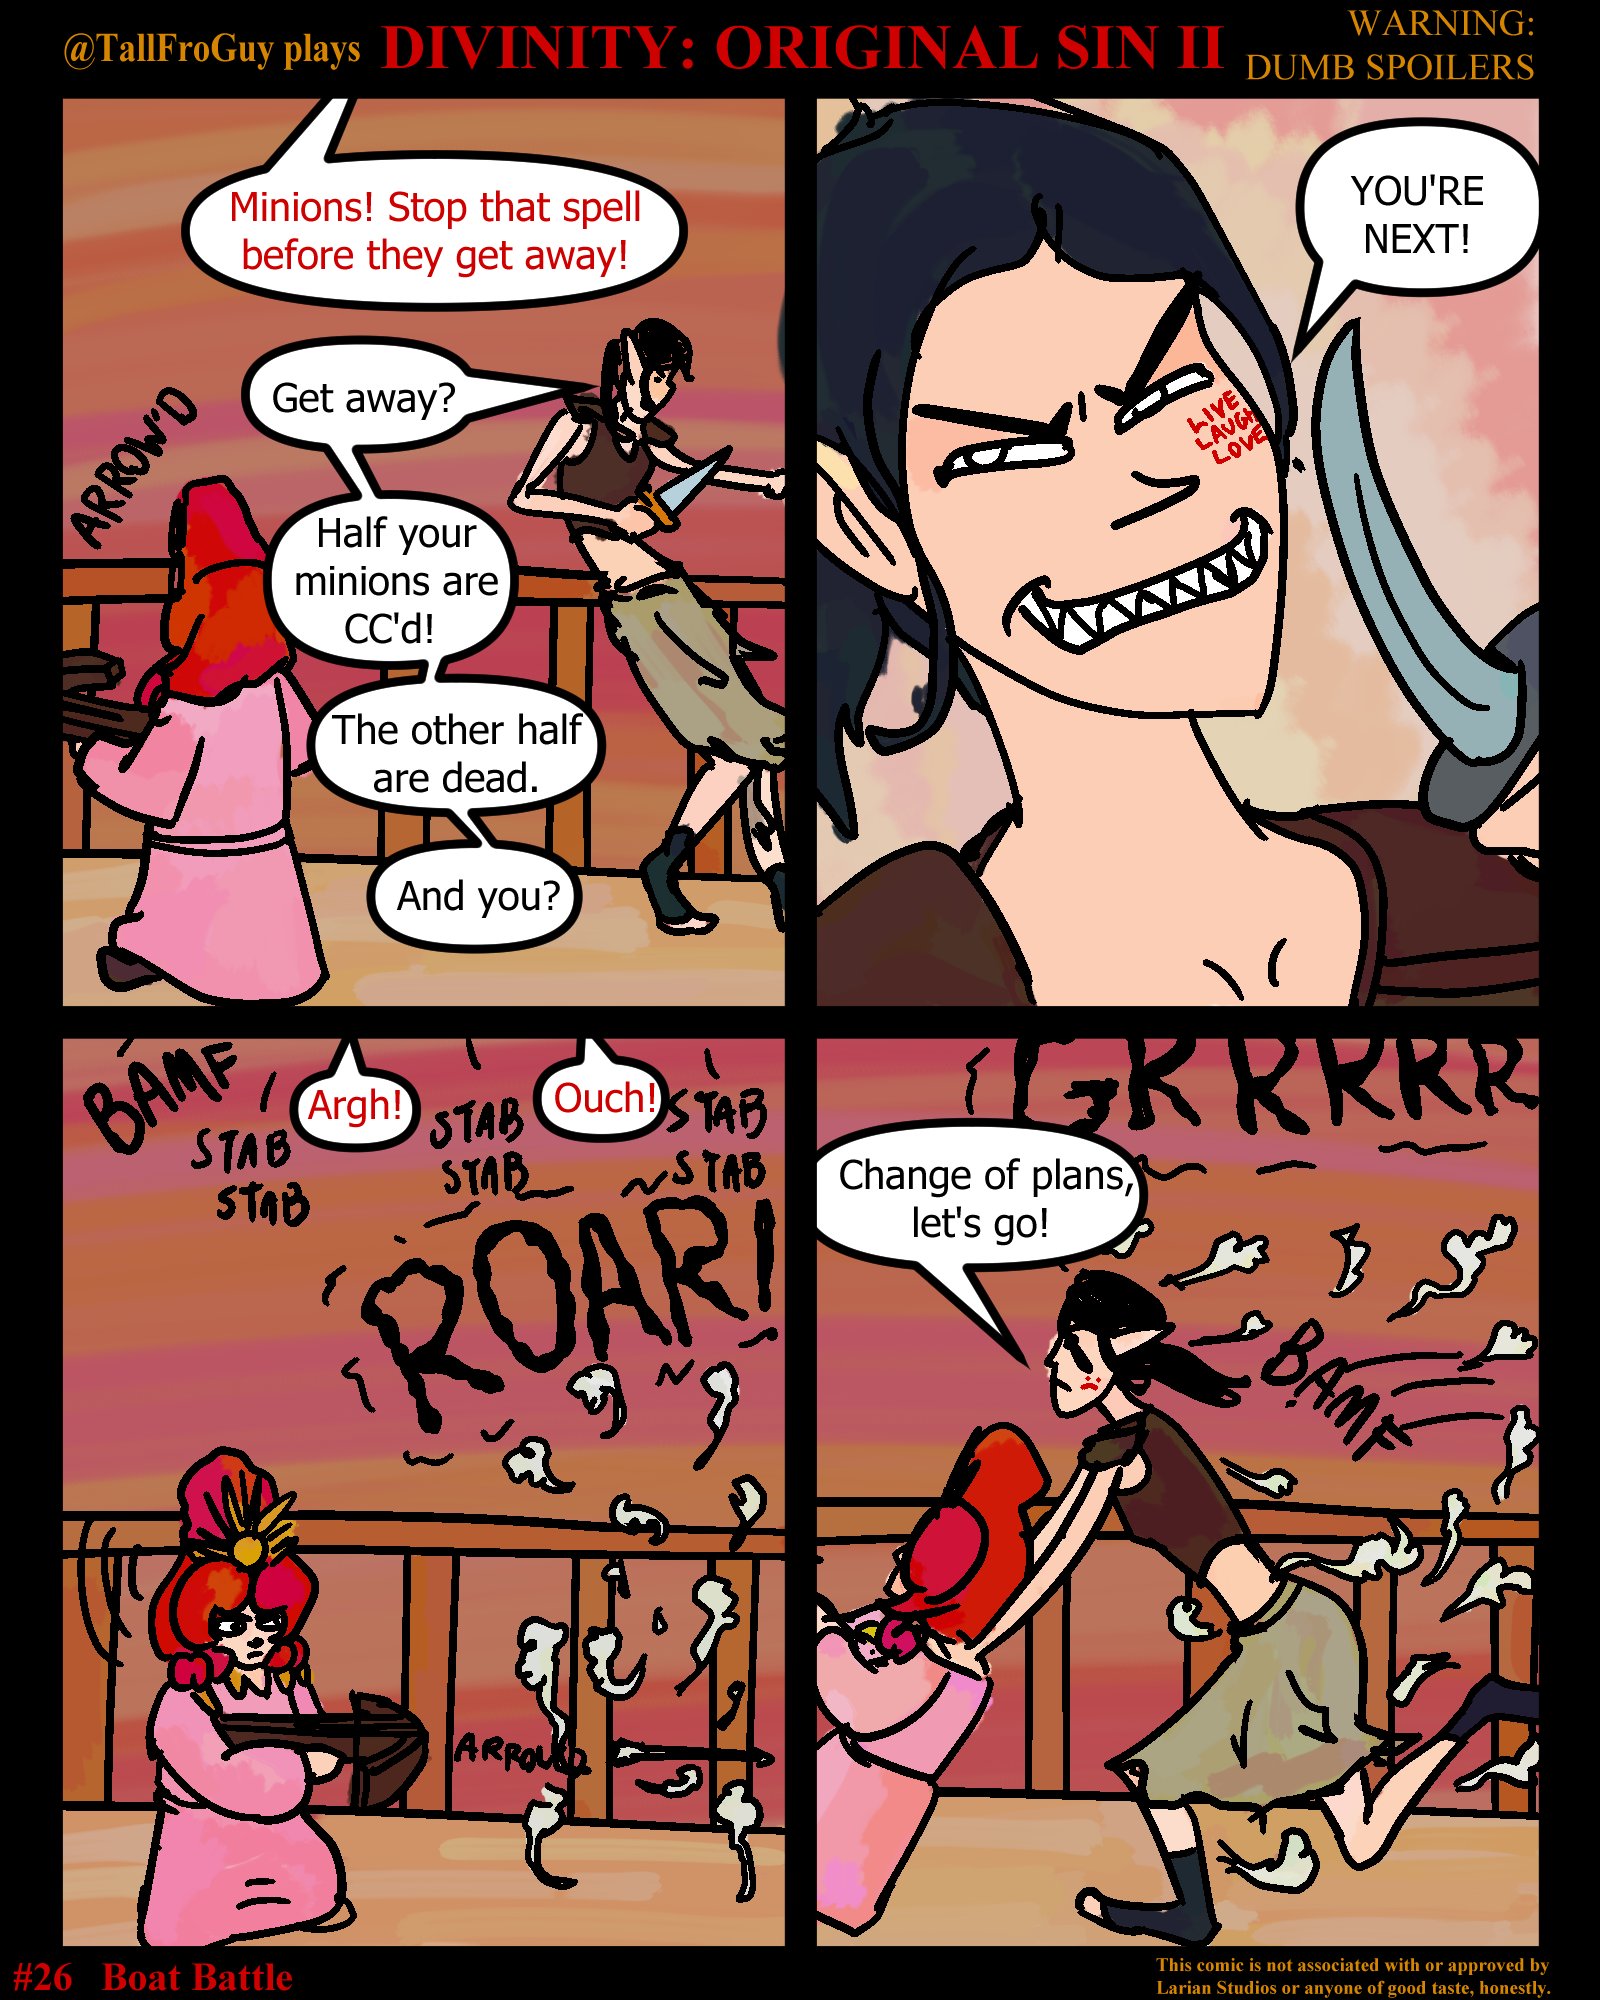 @TallFroGuy plays DIVINITY: ORIGINAL SIN II
WARNING:
DUMB SPOILERS
Minions! Stop that spell
before they get away!
Get away?
ARROW'D
Half your
minions are
CC'd!
The other half
are dead.
And you?
YOU'RE
NEXT!
LIVE
LAUGH
LOVE
BAMF
Argh!
Ouch!
STAB
STAB
STAB
STAB
STAB
STAB
ROAR!
ARROW'D
GRRRRRR
Change of plans,
let's go!
BAMF
#26 Boat Battle
This comic is not associated with or approved by
Larian Studios or anyone of good taste, honestly.